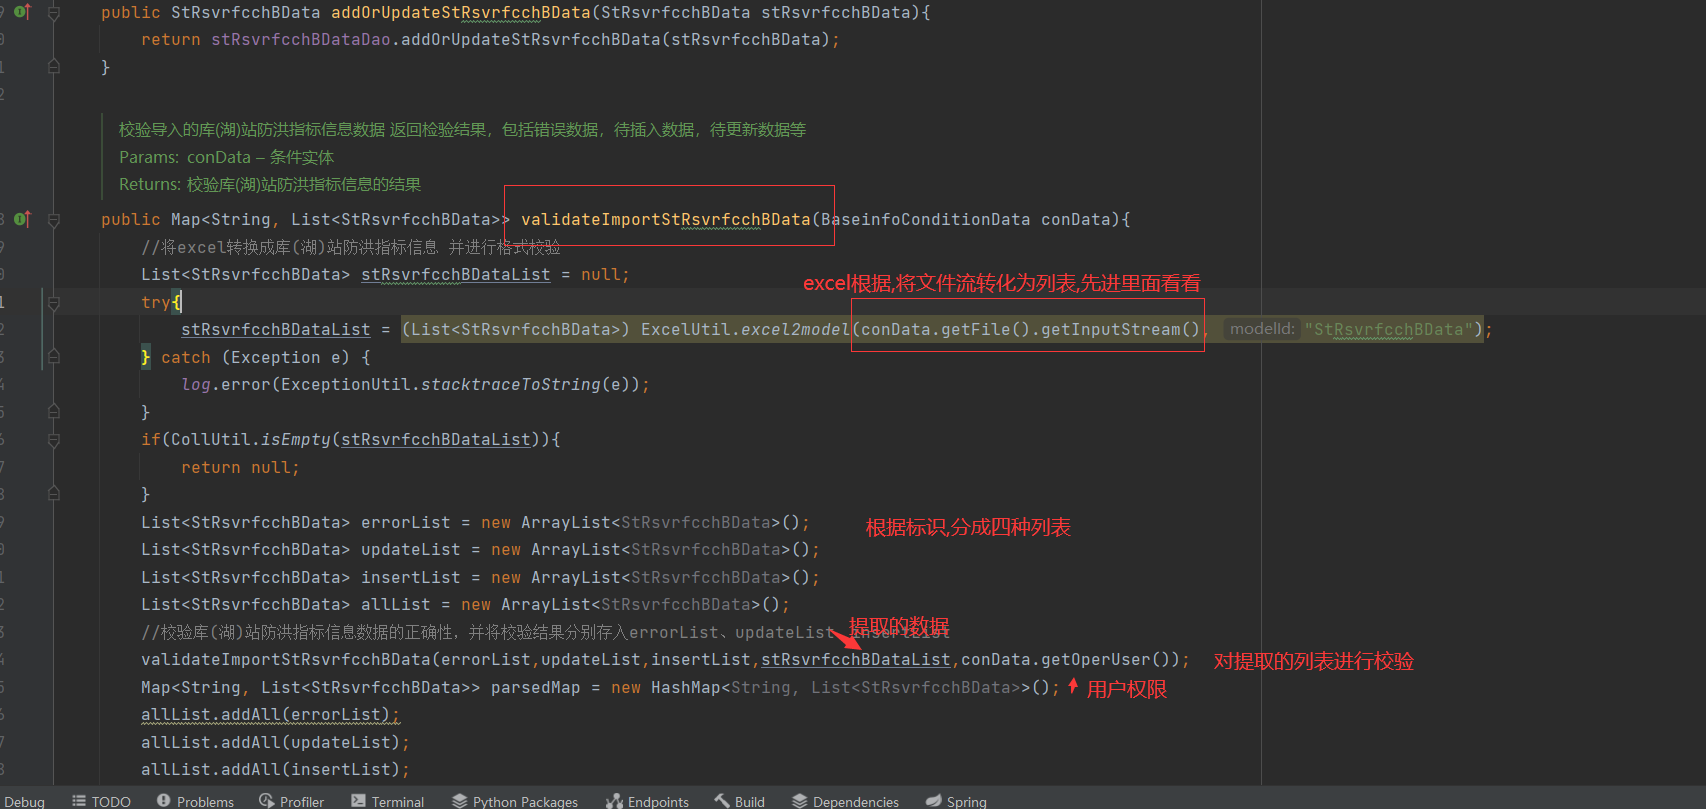 public StRsvrfcchBData addOrUpdateStRsvrfcchBData(StRsvrfcchBData stRsvrfcchBData){
return stRsvrfcchBDataDao.addOrUpdateStRsvrfcchBData(stRsvrfcchBData);
}
校验导入的库(湖)站防洪指标信息数据 返回检验结果，包括错误数据，待插入数据，待更新数据等
Params: conData – 条件实体
Returns: 校验库(湖)站防洪指标信息的结果
public Map<String, List<StRsvrfcchBData>> validateImportStRsvrfcchBData(BaseinfoConditionData conData){
//将excel转换成库(湖)站防洪指标信息 并进行格式校验
List<StRsvrfcchBData> stRsvrfcchBDataList = null;
excel根据,将文件流转化为列表,先进里面看看
try{
stRsvrfcchBDataList = (List<StRsvrfcchBData>) ExcelUtil.excel2model(conData.getFile().getInputStream(), modelId: "StRsvrfcchBData");
} catch (Exception e) {
log.error(ExceptionUtil.stacktraceToString(e));
}
if(CollUtil.isEmpty(stRsvrfcchBDataList)){
return null;
}
List<StRsvrfcchBData> errorList = new ArrayList<StRsvrfcchBData>(); 根据标识,分成四种列表
List<StRsvrfcchBData> updateList = new ArrayList<StRsvrfcchBData>();
List<StRsvrfcchBData> insertList = new ArrayList<StRsvrfcchBData>();
List<StRsvrfcchBData> allList = new ArrayList<StRsvrfcchBData>();
提取的数据
//校验库(湖)站防洪指标信息数据的正确性，并将校验结果分别存入errorList、updateList、insertList
validateImportStRsvrfcchBData(errorList,updateList,insertList,stRsvrfcchBDataList,conData.getOperUser()); 对提取的列表进行校验
Map<String, List<StRsvrfcchBData>> parsedMap = new HashMap<String, List<StRsvrfcchBData>>(); 用户权限
allList.addAll(errorList);
allList.addAll(updateList);
allList.addAll(insertList);
Debug TODO Problems Profiler Terminal Python Packages Endpoints Build Dependencies Spring